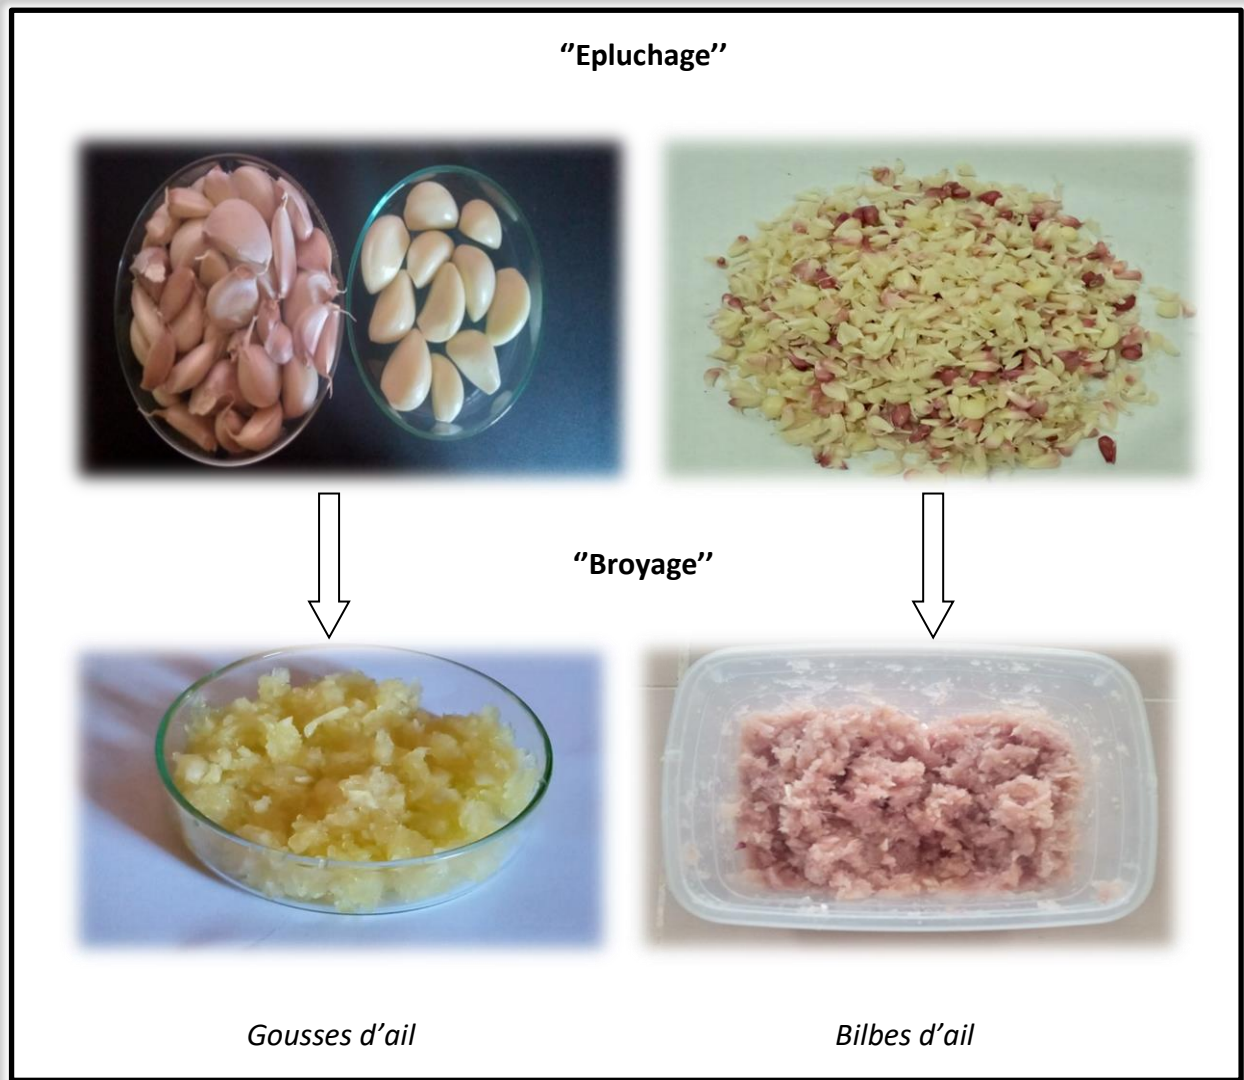 ‘’Epluchage’’
‘’Broyage’’
Gousses d’ail
Bilbes d’ail